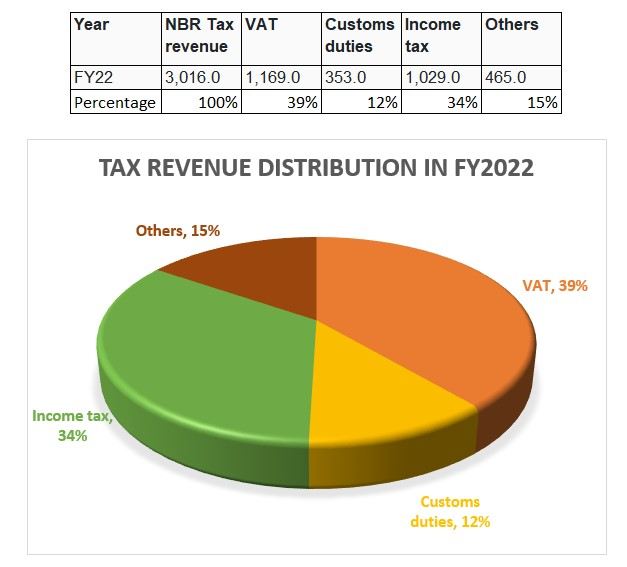 Year NBR Tax revenue VAT Customs duties Income tax Others
FY22 3,016.0 1,169.0 353.0 1,029.0 465.0
Percentage 100% 39% 12% 34% 15%
TAX REVENUE DISTRIBUTION IN FY2022
Others, 15%
VAT, 39%
Income tax,
34%
Customs
duties, 12%